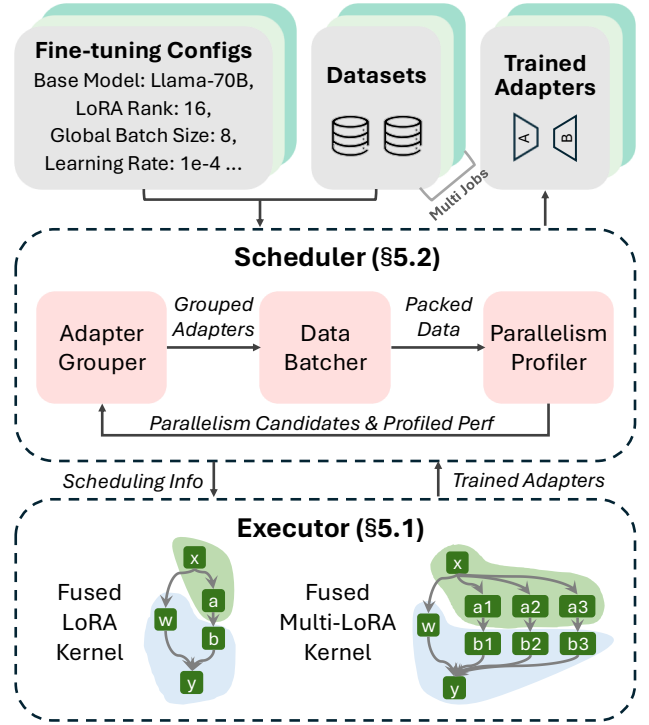 Fine-tuning Configs
Base Model: Llama-70B,
LoRA Rank: 16,
Global Batch Size: 8,
Learning Rate: 1e-4 ...
Datasets
Trained
Adapters
A
B
Multi Jobs
Scheduler (§5.2)
Adapter
Grouper
Grouped
Adapters
Data
Batcher
Packed
Data
Parallelism
Profiler
Parallelism Candidates & Profiled Perf
Scheduling Info
Trained Adapters
Executor (§5.1)
Fused
LoRA
Kernel
x
a
w
b
y
Fused
Multi-LoRA
Kernel
x
a1
a2
a3
w
b1
b2
b3
y